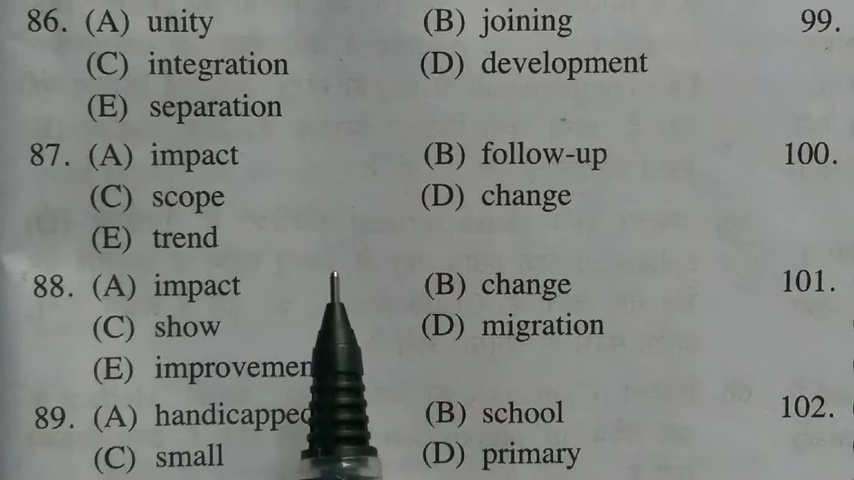 86. (A) unity (B) joining 99.
(C) integration (D) development
(E) separation
87. (A) impact (B) follow-up 100.
(C) scope (D) change
(E) trend
88. (A) impact (B) change 101.
(C) show (D) migration
(E) improvemen
89. (A) handicapped (B) school 102.
(C) small (D) primary